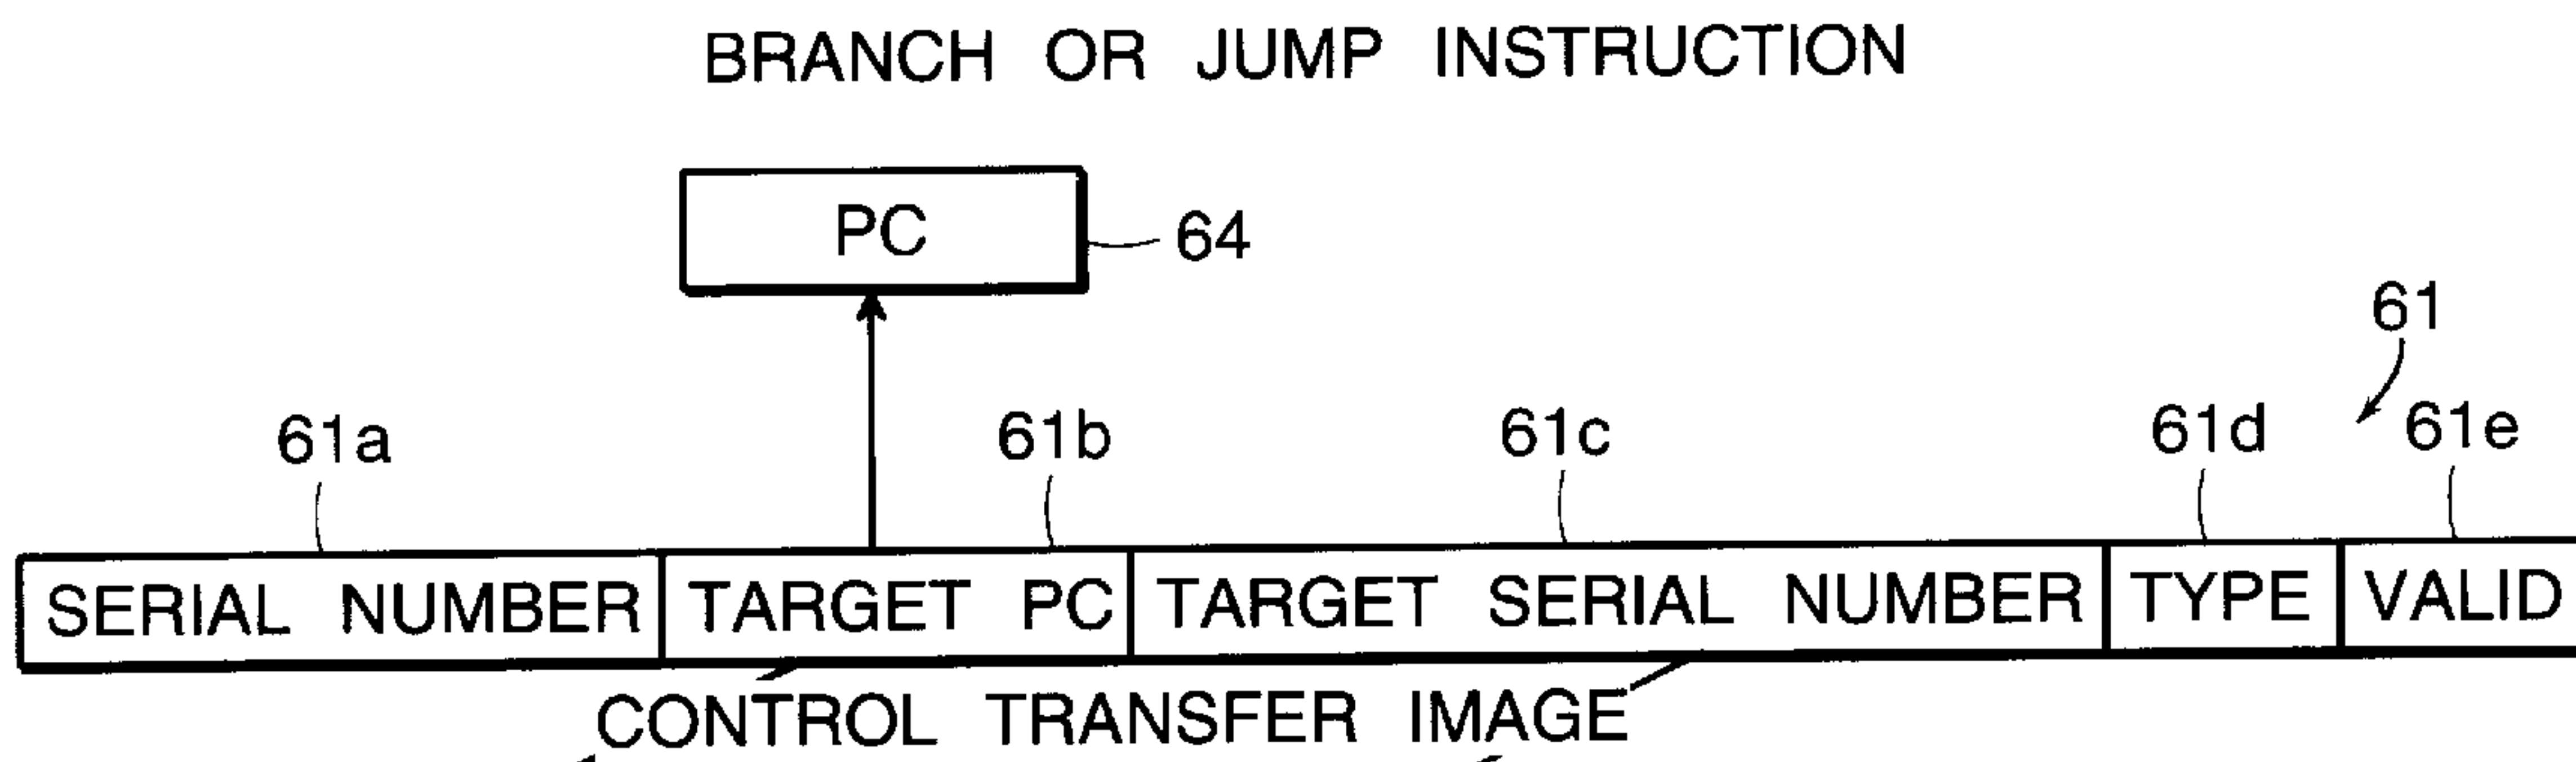 BRANCH OR JUMP INSTRUCTION
PC
64
61
61a 61b 61c 61d 61e
SERIAL NUMBER TARGET PC TARGET SERIAL NUMBER TYPE VALID
CONTROL TRANSFER IMAGE